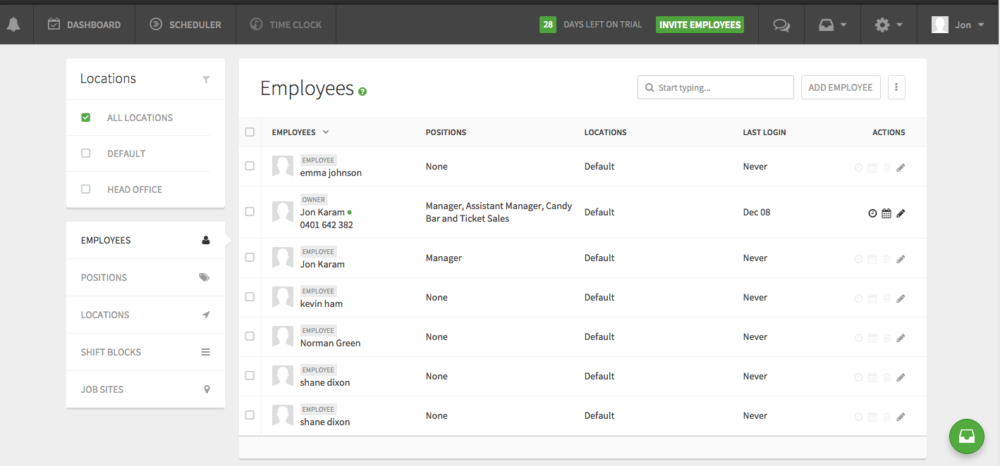 DASHBOARD SCHEDULER TIME CLOCK 28 DAYS LEFT ON TRIAL INVITE EMPLOYEES Jon
Locations
ALL LOCATIONS
DEFAULT
HEAD OFFICE
EMPLOYEES
POSITIONS
LOCATIONS
SHIFT BLOCKS
JOB SITES
Employees ? Start typing... ADD EMPLOYEE
EMPLOYEES POSITIONS LOCATIONS LAST LOGIN ACTIONS
EMPLOYEE
emma johnson None Default Never
OWNER
Jon Karam Manager, Assistant Manager, Candy Default Dec 08
0401 642 382 Bar and Ticket Sales
EMPLOYEE
Jon Karam Manager Default Never
EMPLOYEE
kevin ham None Default Never
EMPLOYEE
Norman Green None Default Never
EMPLOYEE
shane dixon None Default Never
EMPLOYEE
shane dixon None Default Never